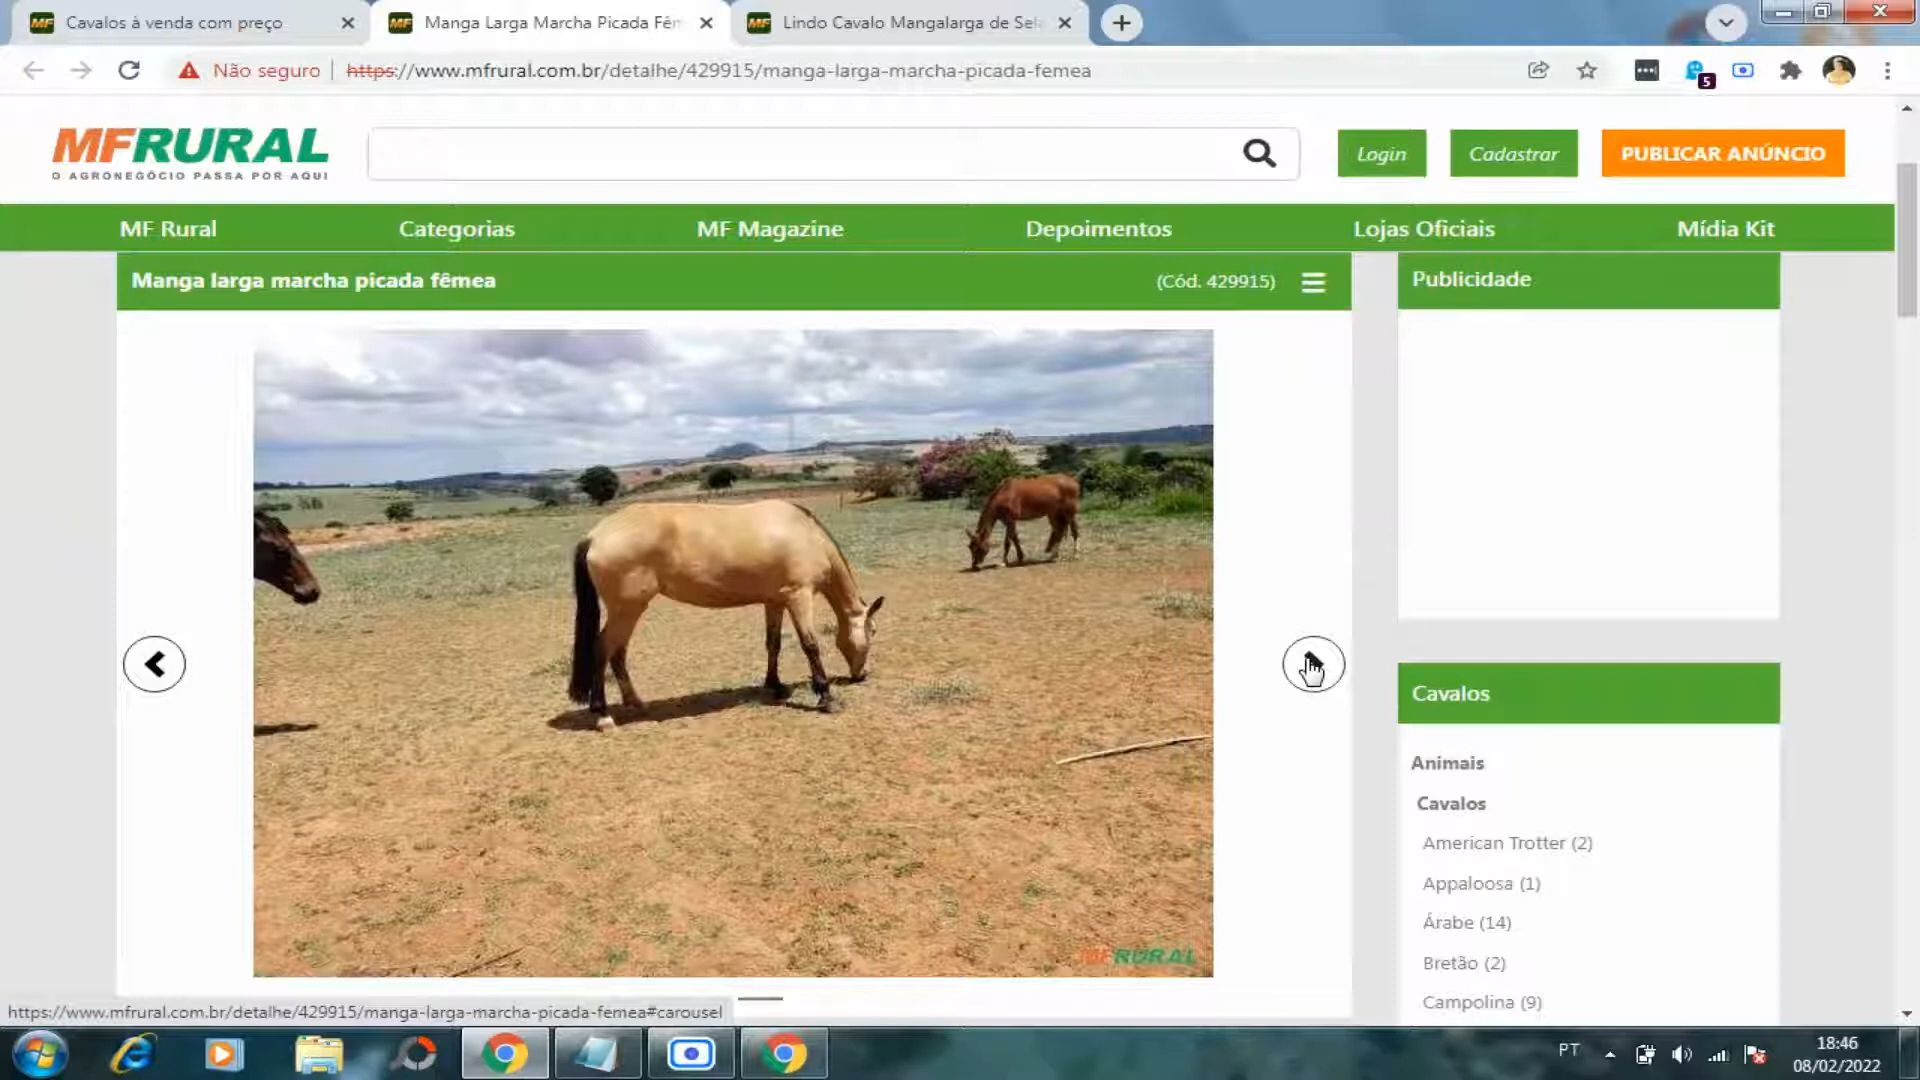 Cavalos à venda com preço
Manga Larga Marcha Picada Fêm
Lindo Cavalo Mangalarga de Sela
Não seguro
https://www.mfrural.com.br/detalhe/429915/manga-larga-marcha-picada-femea
5
MFRURAL
O AGRONEGÓCIO PASSA POR AQUI
Login
Cadastrar
PUBLICAR ANÚNCIO
MF Rural
Categorias
MF Magazine
Depoimentos
Lojas Oficiais
Mídia Kit
Manga larga marcha picada fêmea
(Cód. 429915)
Publicidade
MFRURAL
Cavalos
Animais
Cavalos
American Trotter (2)
Appaloosa (1)
Árabe (14)
Bretão (2)
Campolina (9)
https://www.mfrural.com.br/detalhe/429915/manga-larga-marcha-picada-femea#carousel
PT
18:46
08/02/2022